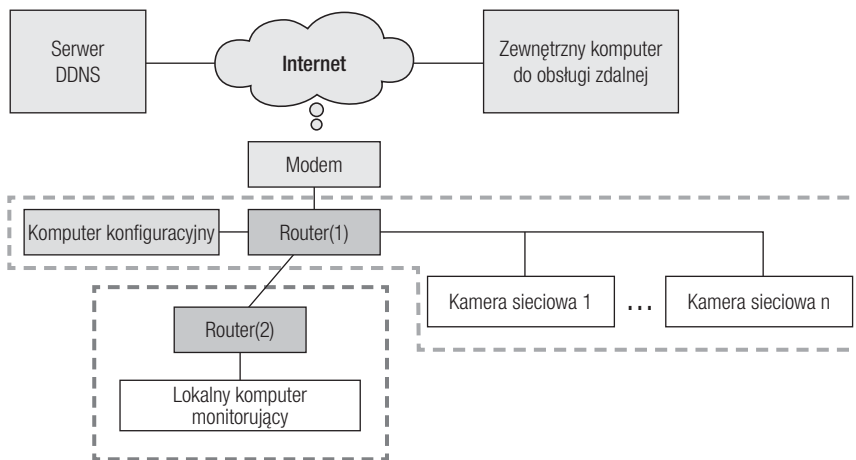 Serwer
DDNS
Internet
Zewnętrzny komputer
do obsługi zdalnej
Modem
Komputer konfiguracyjny
Router(1)
Kamera sieciowa 1
...
Kamera sieciowa n
Router(2)
Lokalny komputer
monitorujący